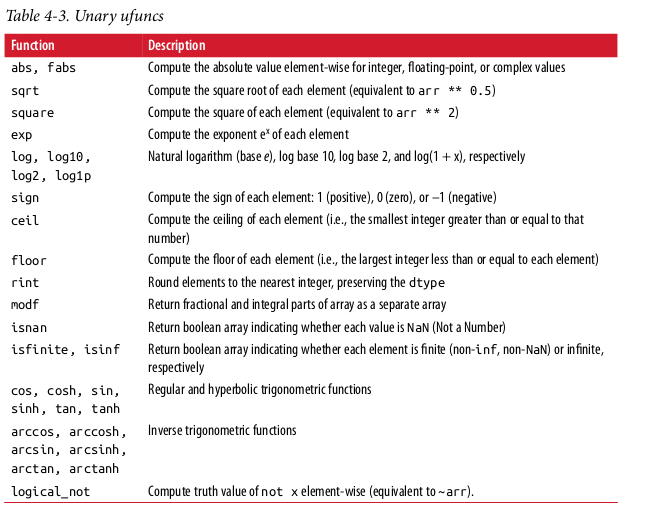 Table 4-3. Unary ufuncs
Function Description
abs, fabs Compute the absolute value element-wise for integer, floating-point, or complex values
sqrt Compute the square root of each element (equivalent to arr ** 0.5)
square Compute the square of each element (equivalent to arr ** 2)
exp Compute the exponent eˣ of each element
log, log10, Natural logarithm (base e), log base 10, log base 2, and log(1 + x), respectively
log2, log1p
sign Compute the sign of each element: 1 (positive), 0 (zero), or –1 (negative)
ceil Compute the ceiling of each element (i.e., the smallest integer greater than or equal to that
number)
floor Compute the floor of each element (i.e., the largest integer less than or equal to each element)
rint Round elements to the nearest integer, preserving the dtype
modf Return fractional and integral parts of array as a separate array
isnan Return boolean array indicating whether each value is NaN (Not a Number)
isfinite, isinf Return boolean array indicating whether each element is finite (non-inf, non-NaN) or infinite,
respectively
cos, cosh, sin, Regular and hyperbolic trigonometric functions
sinh, tan, tanh
arccos, arccosh, Inverse trigonometric functions
arcsin, arcsinh,
arctan, arctanh
logical_not Compute truth value of not x element-wise (equivalent to ~arr).